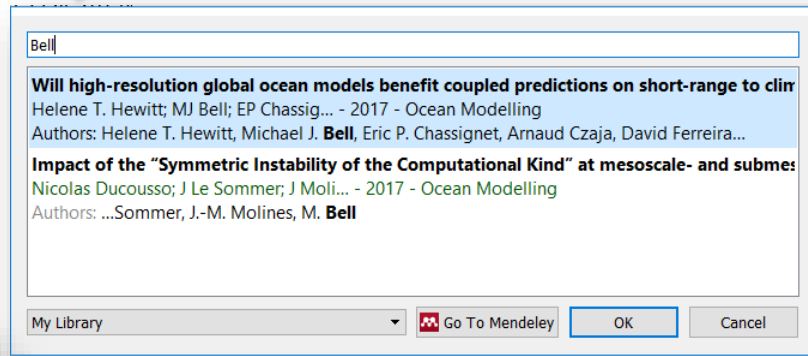 Bell
Will high-resolution global ocean models benefit coupled predictions on short-range to clim
Helene T. Hewitt; MJ Bell; EP Chassig... - 2017 - Ocean Modelling
Authors: Helene T. Hewitt, Michael J. Bell, Eric P. Chassignet, Arnaud Czaja, David Ferreira...
Impact of the “Symmetric Instability of the Computational Kind” at mesoscale- and submes
Nicolas Ducousso; J Le Sommer; J Moli... - 2017 - Ocean Modelling
Authors: ...Sommer, J.-M. Molines, M. Bell
My Library Go To Mendeley OK Cancel